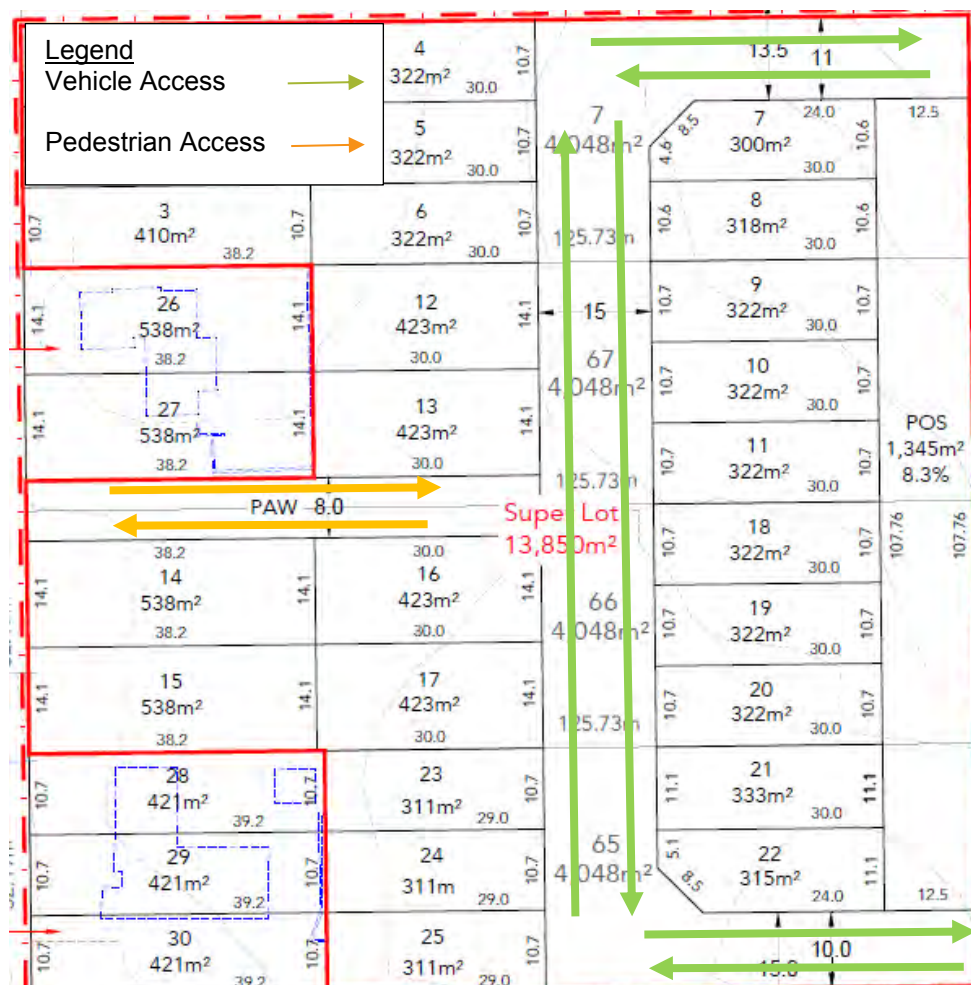 Legend
Vehicle Access
Pedestrian Access
4
322m²
30.0
10.7
13.5
11
5
322m²
30.0
10.7
7
4,048m²
8.5
4.6
24.0
7
300m²
30.0
10.6
12.5
3
410m²
38.2
10.7
10.7
6
322m²
30.0
10.7
125.73m
10.6
8
318m²
30.0
10.6
26
538m²
38.2
14.1
14.1
12
423m²
30.0
14.1
15
10.7
9
322m²
30.0
10.7
67
4,048m²
27
538m²
38.2
14.1
14.1
13
423m²
30.0
14.1
10.7
10
322m²
30.0
10.7
10.7
11
322m²
30.0
10.7
POS
1,345m²
8.3%
125.73m
PAW
8.0
Super Lot
13,850m²
38.2
14
538m²
38.2
14.1
14.1
30.0
16
423m²
30.0
14.1
10.7
18
322m²
30.0
10.7
107.76
107.76
66
4,048m²
10.7
19
322m²
30.0
10.7
15
538m²
38.2
14.1
17
423m²
30.0
14.1
125.73m
10.7
20
322m²
30.0
10.7
28
421m²
39.2
10.7
10.7
23
311m²
29.0
10.7
11.1
21
333m²
30.0
11.1
29
421m²
39.2
10.7
10.7
24
311m
29.0
10.7
65
4,048m²
5.1
8.5
22
315m²
24.0
11.1
12.5
30
421m²
39.2
10.7
10.7
25
311m²
29.0
10.7
10.0
15.0